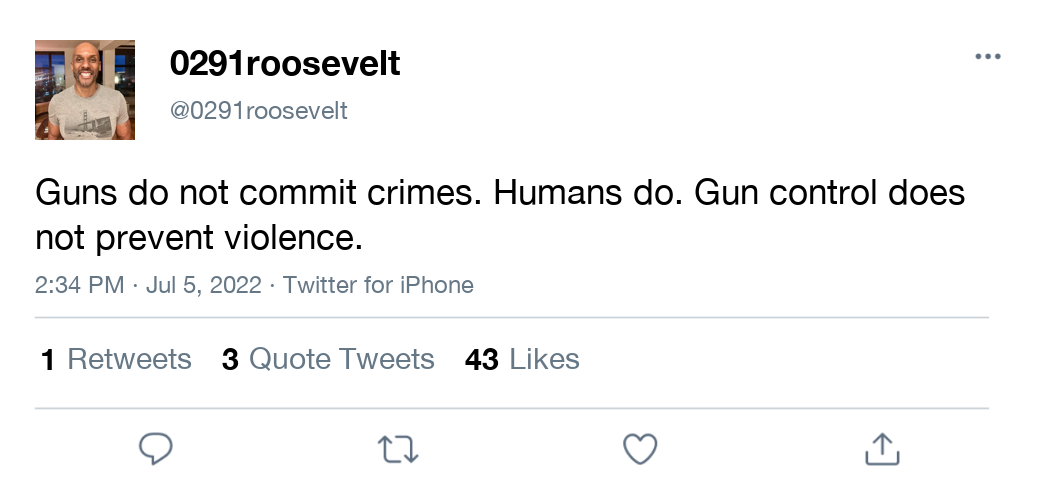 0291roosevelt
@0291roosevelt
Guns do not commit crimes. Humans do. Gun control does
not prevent violence.
2:34 PM · Jul 5, 2022 · Twitter for iPhone
1 Retweets 3 Quote Tweets 43 Likes